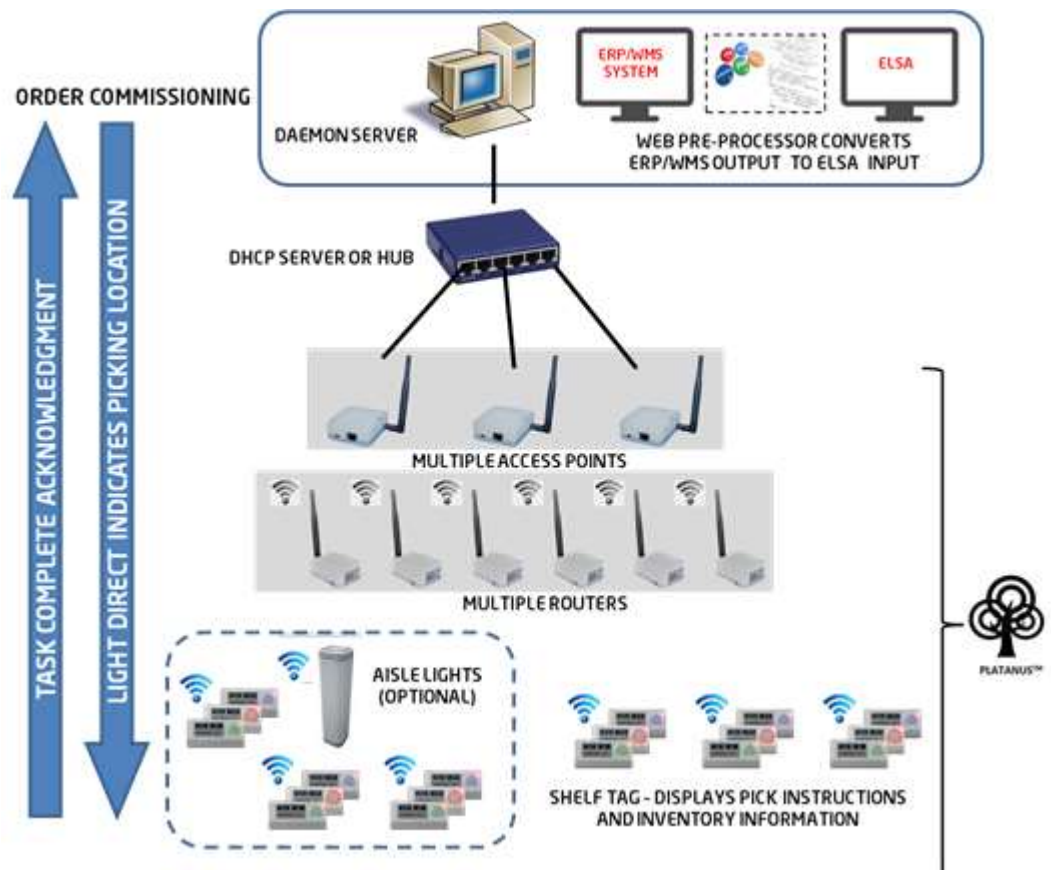 ORDER COMMISSIONING
DAEMON SERVER
ERP/WMS
SYSTEM
ELSA
WEB PRE-PROCESSOR CONVERTS
ERP/WMS OUTPUT TO ELSA INPUT
TASK COMPLETE ACKNOWLEDGMENT
LIGHT DIRECT INDICATES PICKING LOCATION
DHCP SERVER OR HUB
MULTIPLE ACCESS POINTS
MULTIPLE ROUTERS
AISLE LIGHTS
(OPTIONAL)
SHELF TAG - DISPLAYS PICK INSTRUCTIONS
AND INVENTORY INFORMATION
PLATANUS™